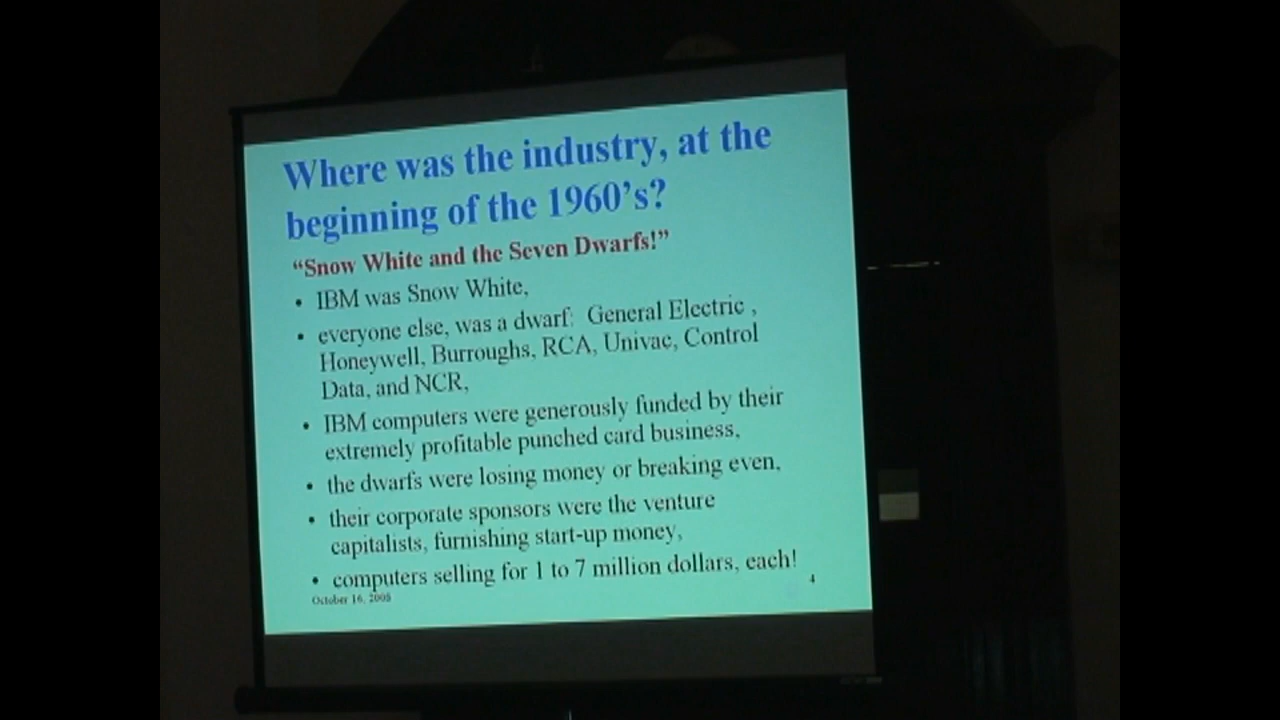 Where was the industry, at the
beginning of the 1960's?
"Snow White and the Seven Dwarfs!"
• IBM was Snow White,
• everyone else, was a dwarf: General Electric ,
Honeywell, Burroughs, RCA, Univac, Control
Data, and NCR,
• IBM computers were generously funded by their
extremely profitable punched card business,
• the dwarfs were losing money or breaking even,
• their corporate sponsors were the venture
capitalists, furnishing start-up money,
• computers selling for 1 to 7 million dollars, each!
October 16,
4